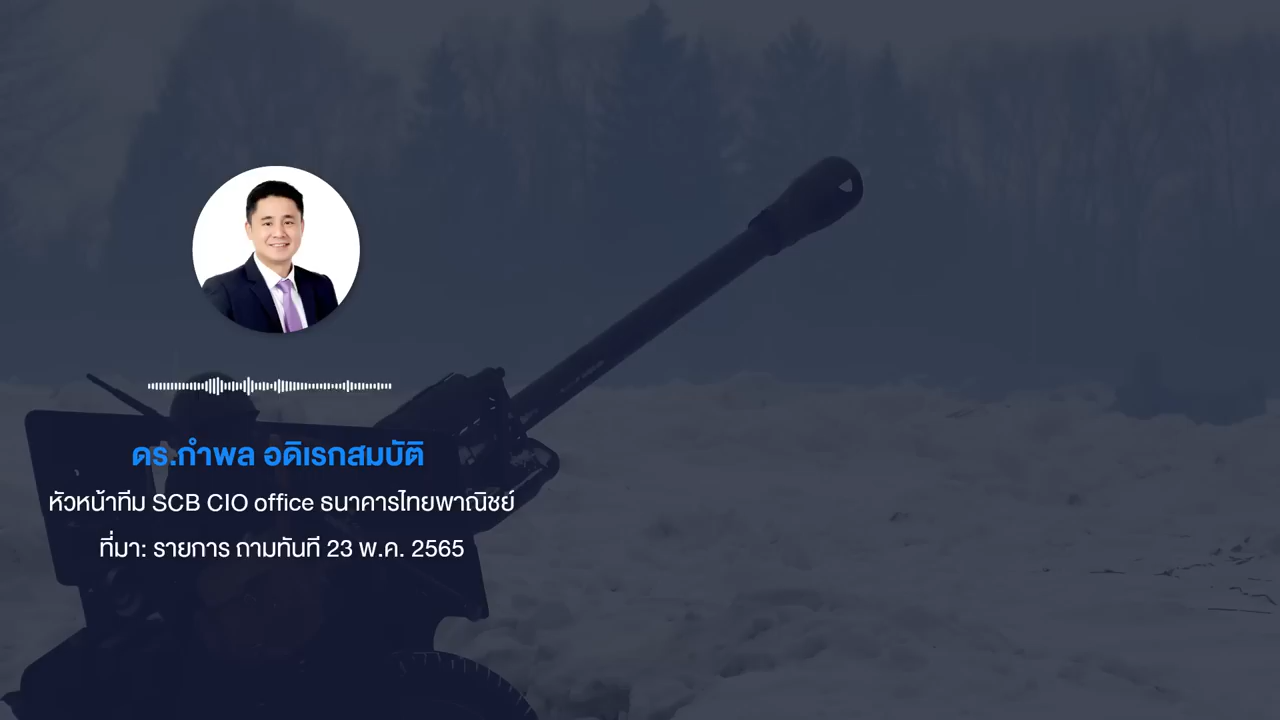 ดร.กำพล อดิเรกสมบัติ
หัวหน้าทีม SCB CIO office ธนาคารไทยพาณิชย์
ที่มา: รายการ ถามทันที 23 พ.ค. 2565